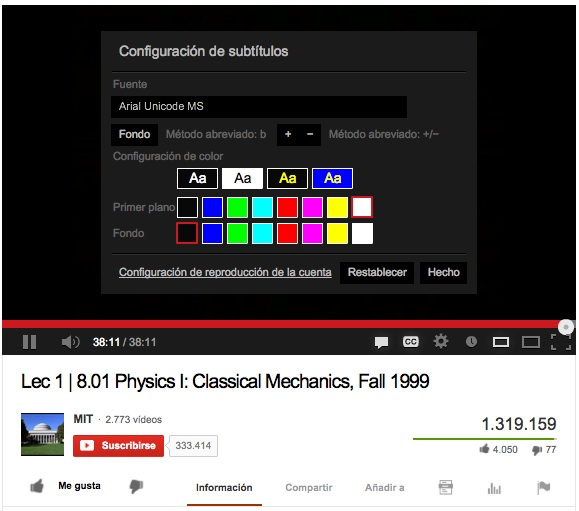 Configuración de subtítulos
Fuente
Arial Unicode MS
Fondo Método abreviado: b + − Método abreviado: +/−
Configuración de color
Aa Aa Aa Aa
Primer plano
Fondo
Configuración de reproducción de la cuenta Restablecer Hecho
38:11 / 38:11 CC
Lec 1 | 8.01 Physics I: Classical Mechanics, Fall 1999
MIT · 2.773 vídeos
1.319.159
Suscribirse 333.414
4.050 77
Me gusta Información Compartir Añadir a